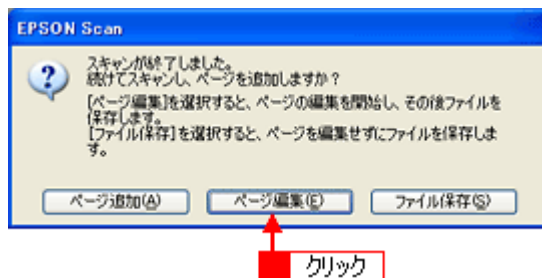 EPSON Scan
スキャンが終了しました。
続けてスキャンし、ページを追加しますか？
[ページ編集]を選択すると、ページの編集を開始し、その後ファイルを
保存します。
[ファイル保存]を選択すると、ページを編集せずにファイルを保存しま
す。
ページ追加(A) ページ編集(E) ファイル保存(S)
クリック